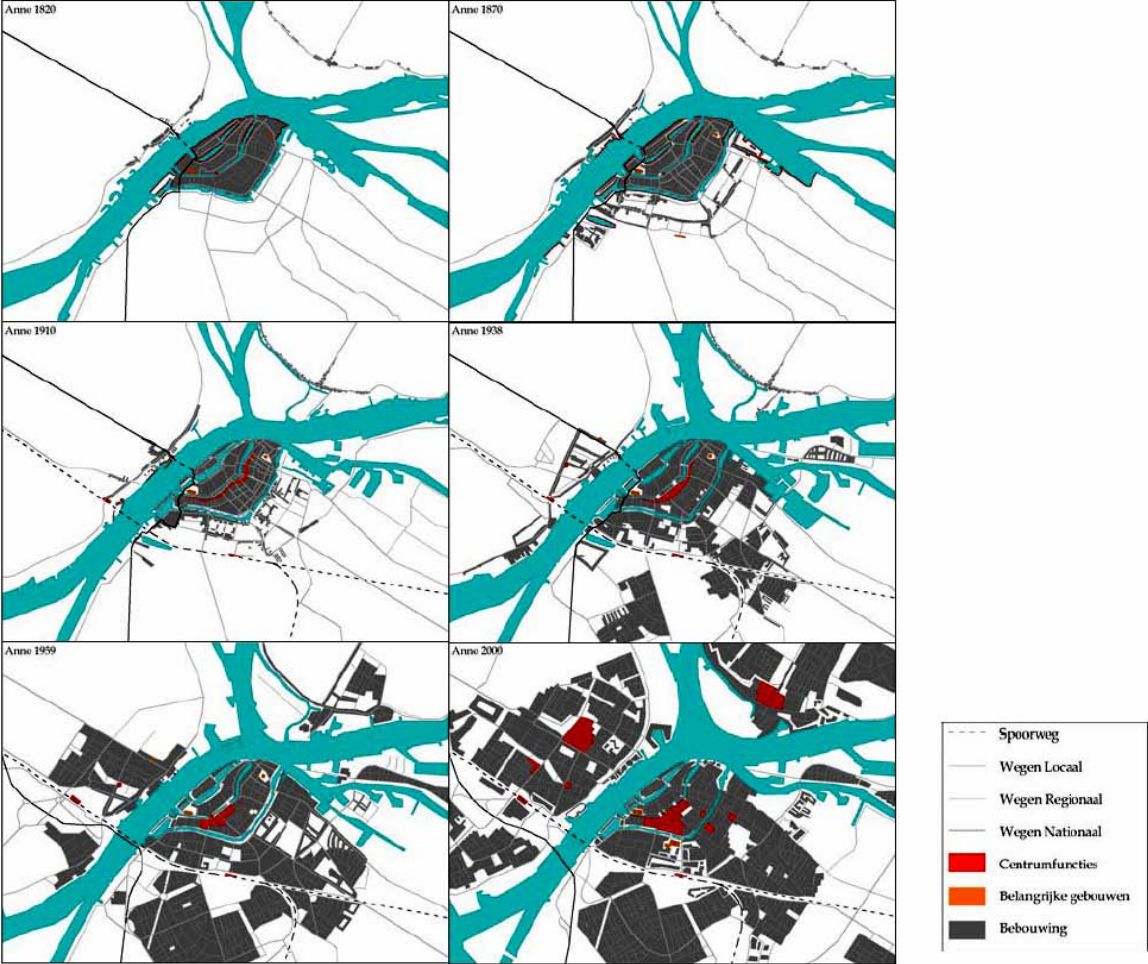 Anne 1820
Anne 1870
Anne 1910
Anne 1938
Anne 1959
Anne 2000
Spoorweg
Wegen Locaal
Wegen Regionaal
Wegen Nationaal
Centrumfuncties
Belangrijke gebouwen
Bebouwing